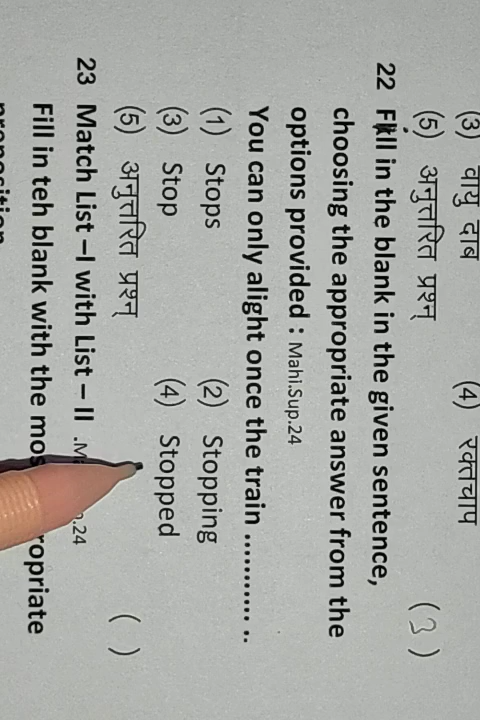 (3) वायु दाब (4) रक्तचाप
(5) अनुत्तरित प्रश्न् (3)
22 Fill in the blank in the given sentence,
choosing the appropriate answer from the
options provided : Mahi.Sup.24
You can only alight once the train ........... ..
(1) Stops (2) Stopping
(3) Stop (4) Stopped
(5) अनुत्तरित प्रश्न् ( )
23 Match List –I with List – II
Fill in teh blank with the